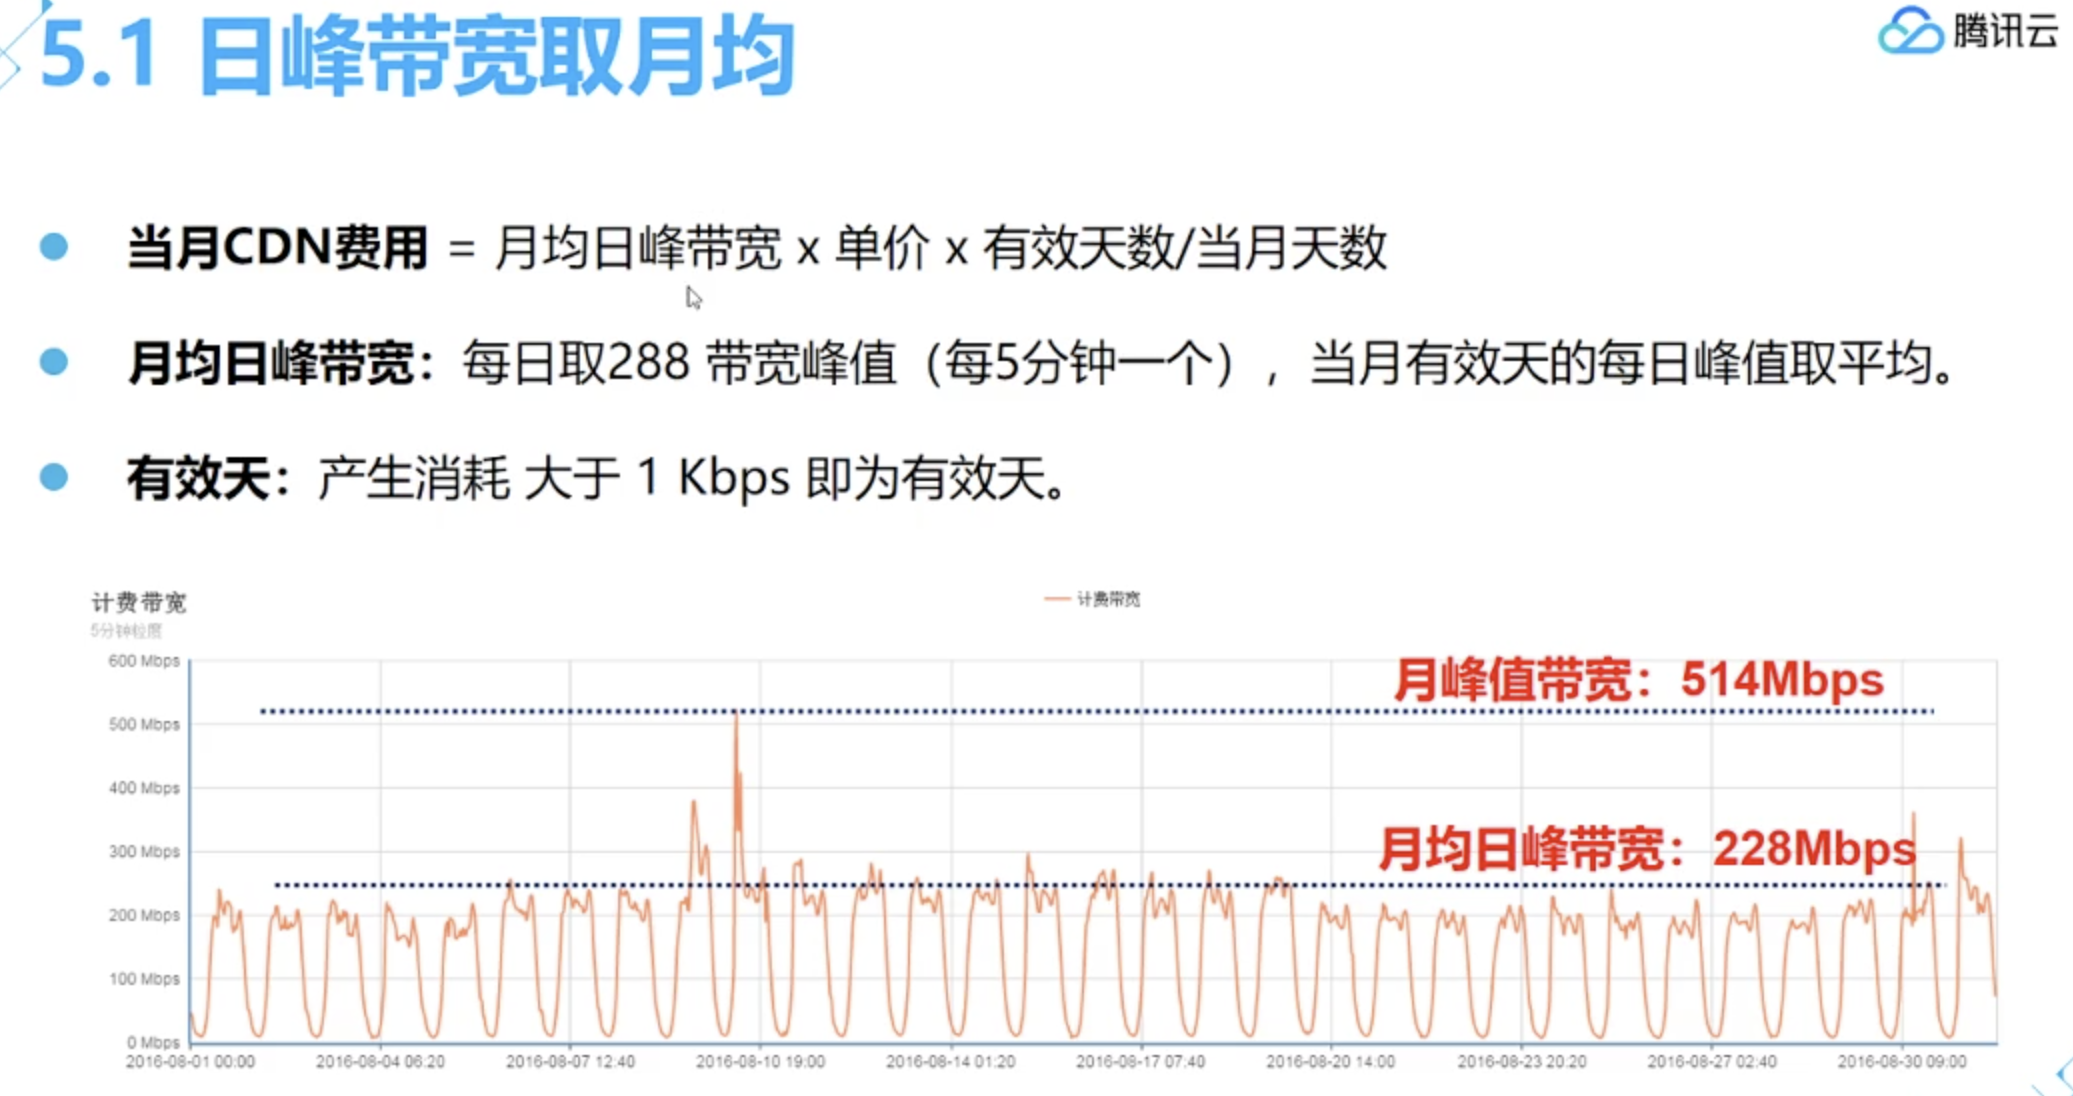 5.1 日峰带宽取月均
腾讯云
当月CDN费用 = 月均日峰带宽 x 单价 x 有效天数/当月天数
月均日峰带宽：每日取288 带宽峰值（每5分钟一个），当月有效天的每日峰值取平均。
有效天：产生消耗 大于 1 Kbps 即为有效天。
计费带宽
5分钟粒度
计费带宽
600 Mbps
500 Mbps
400 Mbps
300 Mbps
200 Mbps
100 Mbps
0 Mbps
月峰值带宽：514Mbps
月均日峰带宽：228Mbps
2016-08-01 00:00
2016-08-04 06:20
2016-08-07 12:40
2016-08-10 19:00
2016-08-14 01:20
2016-08-17 07:40
2016-08-20 14:00
2016-08-23 20:20
2016-08-27 02:40
2016-08-30 09:00